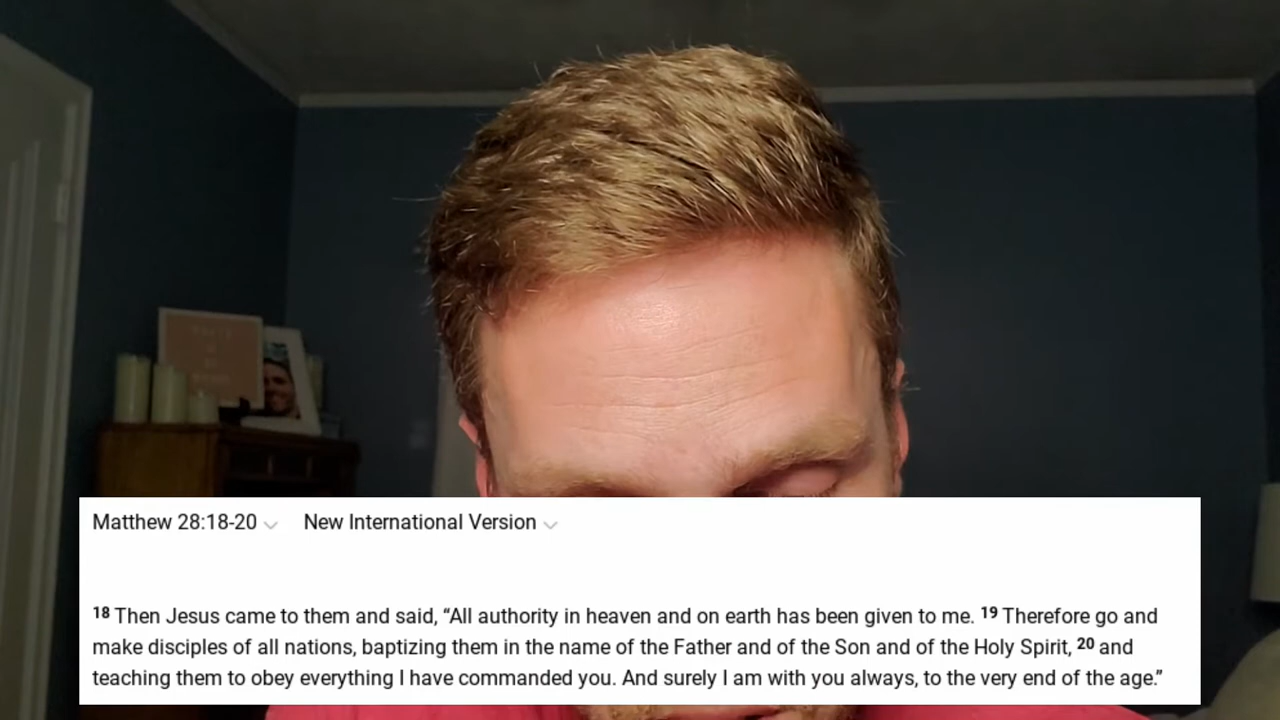 Matthew 28:18-20 New International Version
18 Then Jesus came to them and said, “All authority in heaven and on earth has been given to me. 19 Therefore go and
make disciples of all nations, baptizing them in the name of the Father and of the Son and of the Holy Spirit, 20 and
teaching them to obey everything I have commanded you. And surely I am with you always, to the very end of the age.”